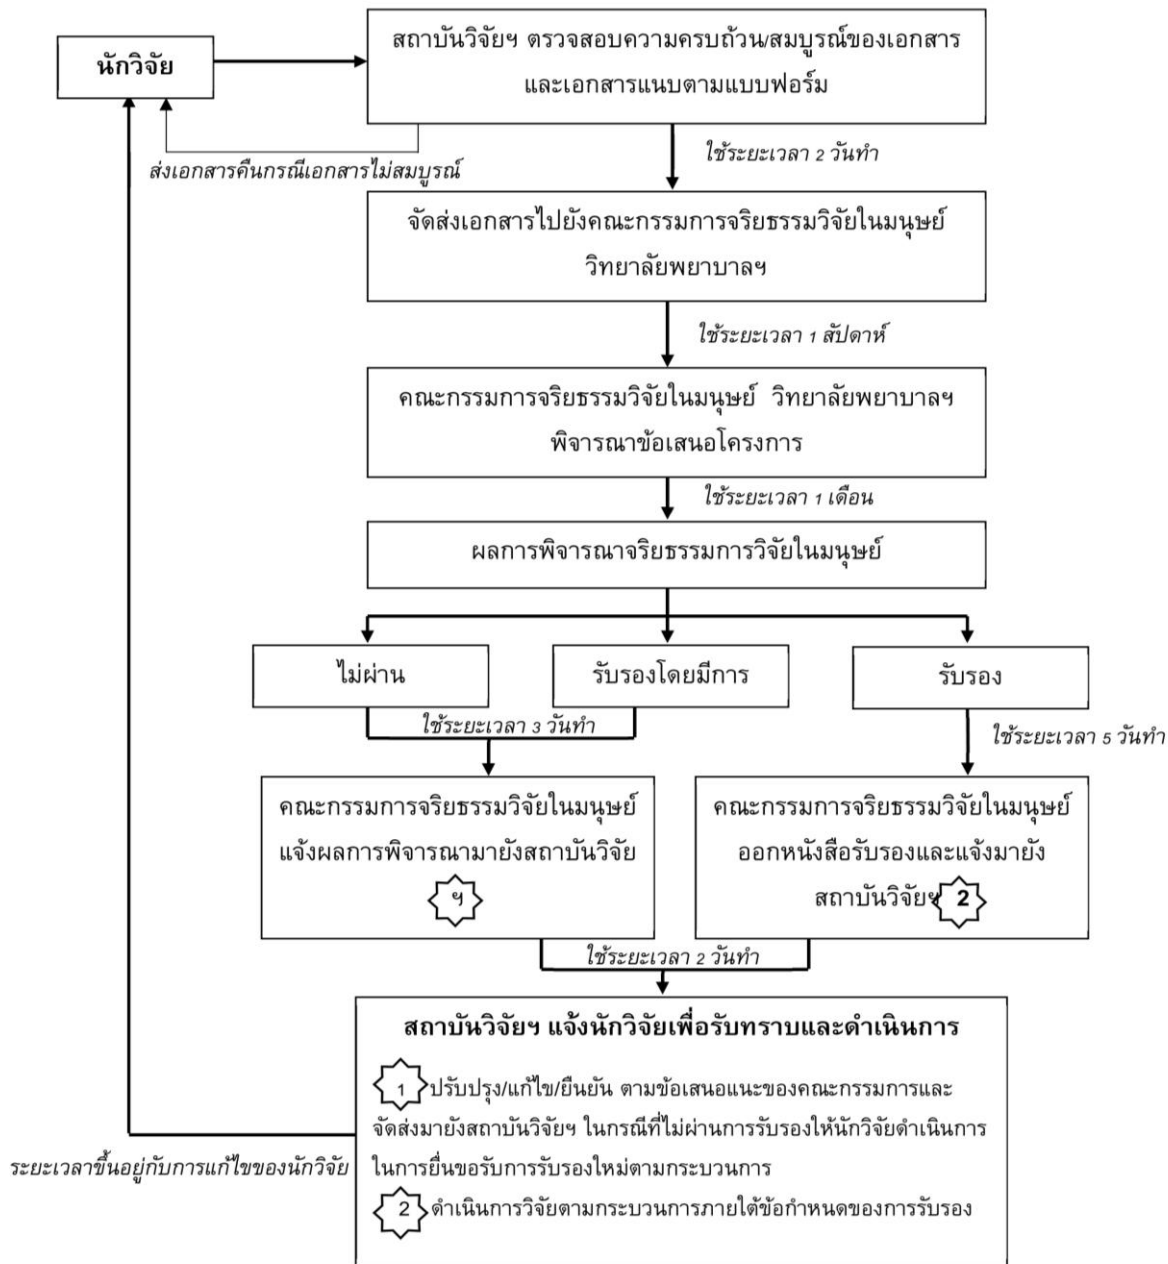 นักวิจัย
สถาบันวิจัยฯ ตรวจสอบความครบถ้วน/สมบูรณ์ของเอกสาร
และเอกสารแนบตามแบบฟอร์ม
ส่งเอกสารคืนกรณีเอกสารไม่สมบูรณ์
ใช้ระยะเวลา 2 วันทำ
จัดส่งเอกสารไปยังคณะกรรมการจริยธรรมวิจัยในมนุษย์
วิทยาลัยพยาบาลฯ
ใช้ระยะเวลา 1 สัปดาห์
คณะกรรมการจริยธรรมวิจัยในมนุษย์ วิทยาลัยพยาบาลฯ
พิจารณาข้อเสนอโครงการ
ใช้ระยะเวลา 1 เดือน
ผลการพิจารณาจริยธรรมการวิจัยในมนุษย์
ไม่ผ่าน
รับรองโดยมีการ
รับรอง
ใช้ระยะเวลา 3 วันทำ
ใช้ระยะเวลา 5 วันทำ
คณะกรรมการจริยธรรมวิจัยในมนุษย์
แจ้งผลการพิจารณามายังสถาบันวิจัย
ฯ
คณะกรรมการจริยธรรมวิจัยในมนุษย์
ออกหนังสือรับรองและแจ้งมายัง
สถาบันวิจัยฯ 2
ใช้ระยะเวลา 2 วันทำ
สถาบันวิจัยฯ แจ้งนักวิจัยเพื่อรับทราบและดำเนินการ
1 ปรับปรุง/แก้ไข/ยืนยัน ตามข้อเสนอแนะของคณะกรรมการและ
จัดส่งมายังสถาบันวิจัยฯ ในกรณีที่ไม่ผ่านการรับรองให้นักวิจัยดำเนินการ
ในการยื่นขอรับการรับรองใหม่ตามกระบวนการ
2 ดำเนินการวิจัยตามกระบวนการภายใต้ข้อกำหนดของการรับรอง
ระยะเวลาขึ้นอยู่กับการแก้ไขของนักวิจัย